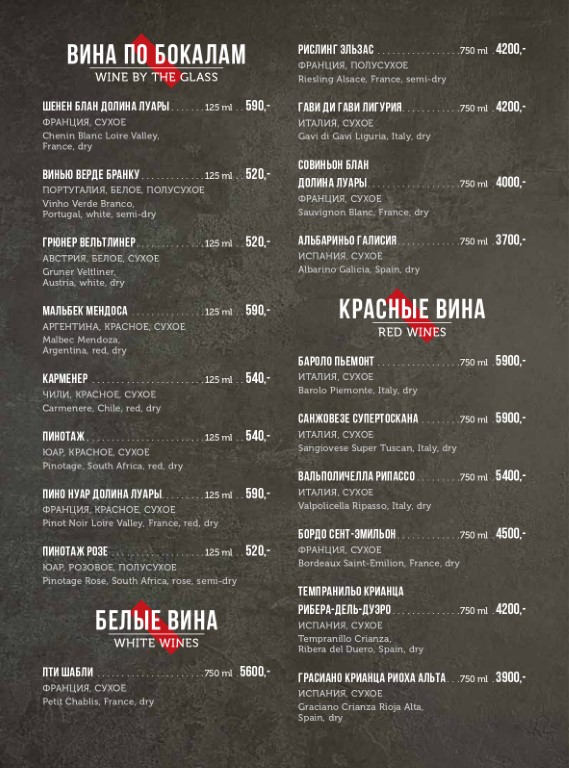 ВИНА ПО БОКАЛАМ
WINE BY THE GLASS
ШЕНЕН БЛАН ДОЛИНА ЛУАРЫ.......125 ml ..590,-
ФРАНЦИЯ, СУХОЕ
Chenin Blanc Loire Valley,
France, dry
ВИНЬО ВЕРДЕ БРАНКУ.............125 ml ..520,-
ПОРТУГАЛИЯ, БЕЛОЕ, ПОЛУСУХОЕ
Vinho Verde Branco,
Portugal, white, semi-dry
ГРЮНЕР ВЕЛЬТЛИНЕР.............125 ml ..520,-
АВСТРИЯ, БЕЛОЕ, СУХОЕ
Gruner Veltliner,
Austria, white, dry
МАЛЬБЕК МЕНДОСА..............125 ml ..590,-
АРГЕНТИНА, КРАСНОЕ, СУХОЕ
Malbec Mendoza,
Argentina, red, dry
КАРМЕНЕР ......................125 ml ..540,-
ЧИЛИ, КРАСНОЕ, СУХОЕ
Carmenere, Chile, red, dry
ПИНОТАЖ.......................125 ml ..540,-
ЮАР, КРАСНОЕ, СУХОЕ
Pinotage, South Africa, red, dry
ПИНО НУАР ДОЛИНА ЛУАРЫ........125 ml ..590,-
ФРАНЦИЯ, КРАСНОЕ, СУХОЕ
Pinot Noir Loire Valley, France, red, dry
ПИНОТАЖ РОЗЕ ..................125 ml ..520,-
ЮАР, РОЗОВОЕ, ПОЛУСУХОЕ
Pinotage Rose, South Africa, rose, semi-dry
БЕЛЫЕ ВИНА
WHITE WINES
ПТИ ШАБЛИ .....................750 ml .5600,-
ФРАНЦИЯ, СУХОЕ
Petit Chablis, France, dry
РИСЛИНГ ЭЛЬЗАС ................750 ml .4200,-
ФРАНЦИЯ, ПОЛУСУХОЕ
Riesling Alsace, France, semi-dry
ГАВИ ДИ ГАВИ ЛИГУРИЯ............750 ml .4200,-
ИТАЛИЯ, СУХОЕ
Gavi di Gavi Liguria, Italy, dry
СОВИНЬОН БЛАН
ДОЛИНА ЛУАРЫ..................750 ml .4000,-
ФРАНЦИЯ, СУХОЕ
Sauvignon Blanc, France, dry
АЛЬБАРИНЬО ГАЛИСИЯ............750 ml .3700,-
ИСПАНИЯ, СУХОЕ
Albarino Galicia, Spain, dry
КРАСНЫЕ ВИНА
RED WINES
БАРОЛО ПЬЕМОНТ ................750 ml .5900,-
ИТАЛИЯ, СУХОЕ
Barolo Piemonte, Italy, dry
САНЖОВЕЗЕ СУПЕРТОСКАНА ........750 ml .5900,-
ИТАЛИЯ, СУХОЕ
Sangiovese Super Tuscan, Italy, dry
ВАЛЬПОЛИЧЕЛЛА РИПАССО .........750 ml .5400,-
ИТАЛИЯ, СУХОЕ
Valpolicella Ripasso, Italy, dry
БОРДО СЕНТ-ЭМИЛЬОН.............750 ml .4500,-
ФРАНЦИЯ, СУХОЕ
Bordeaux Saint-Emilion, France, dry
ТЕМПРАНИЛЬО КРИАНЦА
РИБЕРА-ДЕЛЬ-ДУЭРО..............750 ml .4200,-
ИСПАНИЯ, СУХОЕ
Tempranillo Crianza,
Ribera del Duero, Spain, dry
ГРАСИАНО КРИАНЦА РИОХА АЛЬТА...750 ml .3900,-
ИСПАНИЯ, СУХОЕ
Graciano Crianza Rioja Alta,
Spain, dry